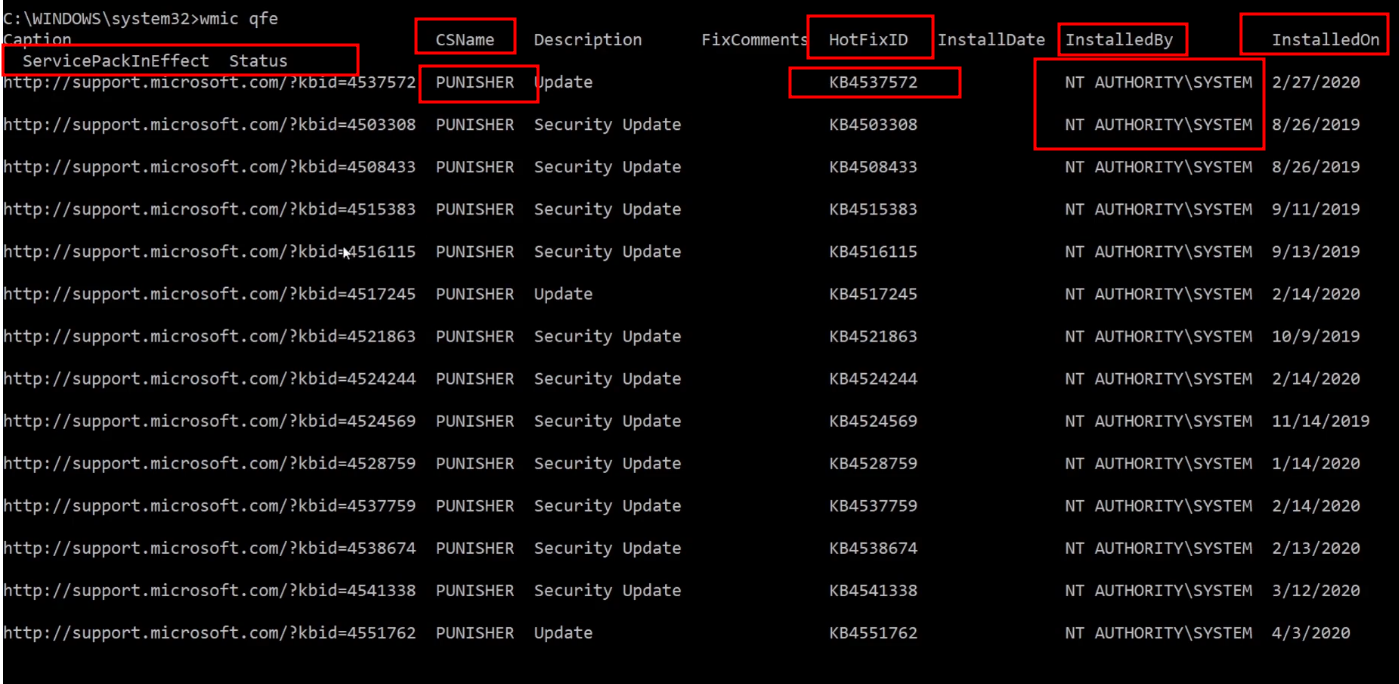 C:\WINDOWS\system32>wmic qfe
Caption CSName Description FixComments HotFixID InstallDate InstalledBy InstalledOn
ServicePackInEffect Status
http://support.microsoft.com/?kbid=4537572 PUNISHER Update KB4537572 NT AUTHORITY\SYSTEM 2/27/2020
http://support.microsoft.com/?kbid=4503308 PUNISHER Security Update KB4503308 NT AUTHORITY\SYSTEM 8/26/2019
http://support.microsoft.com/?kbid=4508433 PUNISHER Security Update KB4508433 NT AUTHORITY\SYSTEM 8/26/2019
http://support.microsoft.com/?kbid=4515383 PUNISHER Security Update KB4515383 NT AUTHORITY\SYSTEM 9/11/2019
http://support.microsoft.com/?kbid=4516115 PUNISHER Security Update KB4516115 NT AUTHORITY\SYSTEM 9/13/2019
http://support.microsoft.com/?kbid=4517245 PUNISHER Update KB4517245 NT AUTHORITY\SYSTEM 2/14/2020
http://support.microsoft.com/?kbid=4521863 PUNISHER Security Update KB4521863 NT AUTHORITY\SYSTEM 10/9/2019
http://support.microsoft.com/?kbid=4524244 PUNISHER Security Update KB4524244 NT AUTHORITY\SYSTEM 2/14/2020
http://support.microsoft.com/?kbid=4524569 PUNISHER Security Update KB4524569 NT AUTHORITY\SYSTEM 11/14/2019
http://support.microsoft.com/?kbid=4528759 PUNISHER Security Update KB4528759 NT AUTHORITY\SYSTEM 1/14/2020
http://support.microsoft.com/?kbid=4537759 PUNISHER Security Update KB4537759 NT AUTHORITY\SYSTEM 2/14/2020
http://support.microsoft.com/?kbid=4538674 PUNISHER Security Update KB4538674 NT AUTHORITY\SYSTEM 2/13/2020
http://support.microsoft.com/?kbid=4541338 PUNISHER Security Update KB4541338 NT AUTHORITY\SYSTEM 3/12/2020
http://support.microsoft.com/?kbid=4551762 PUNISHER Update KB4551762 NT AUTHORITY\SYSTEM 4/3/2020